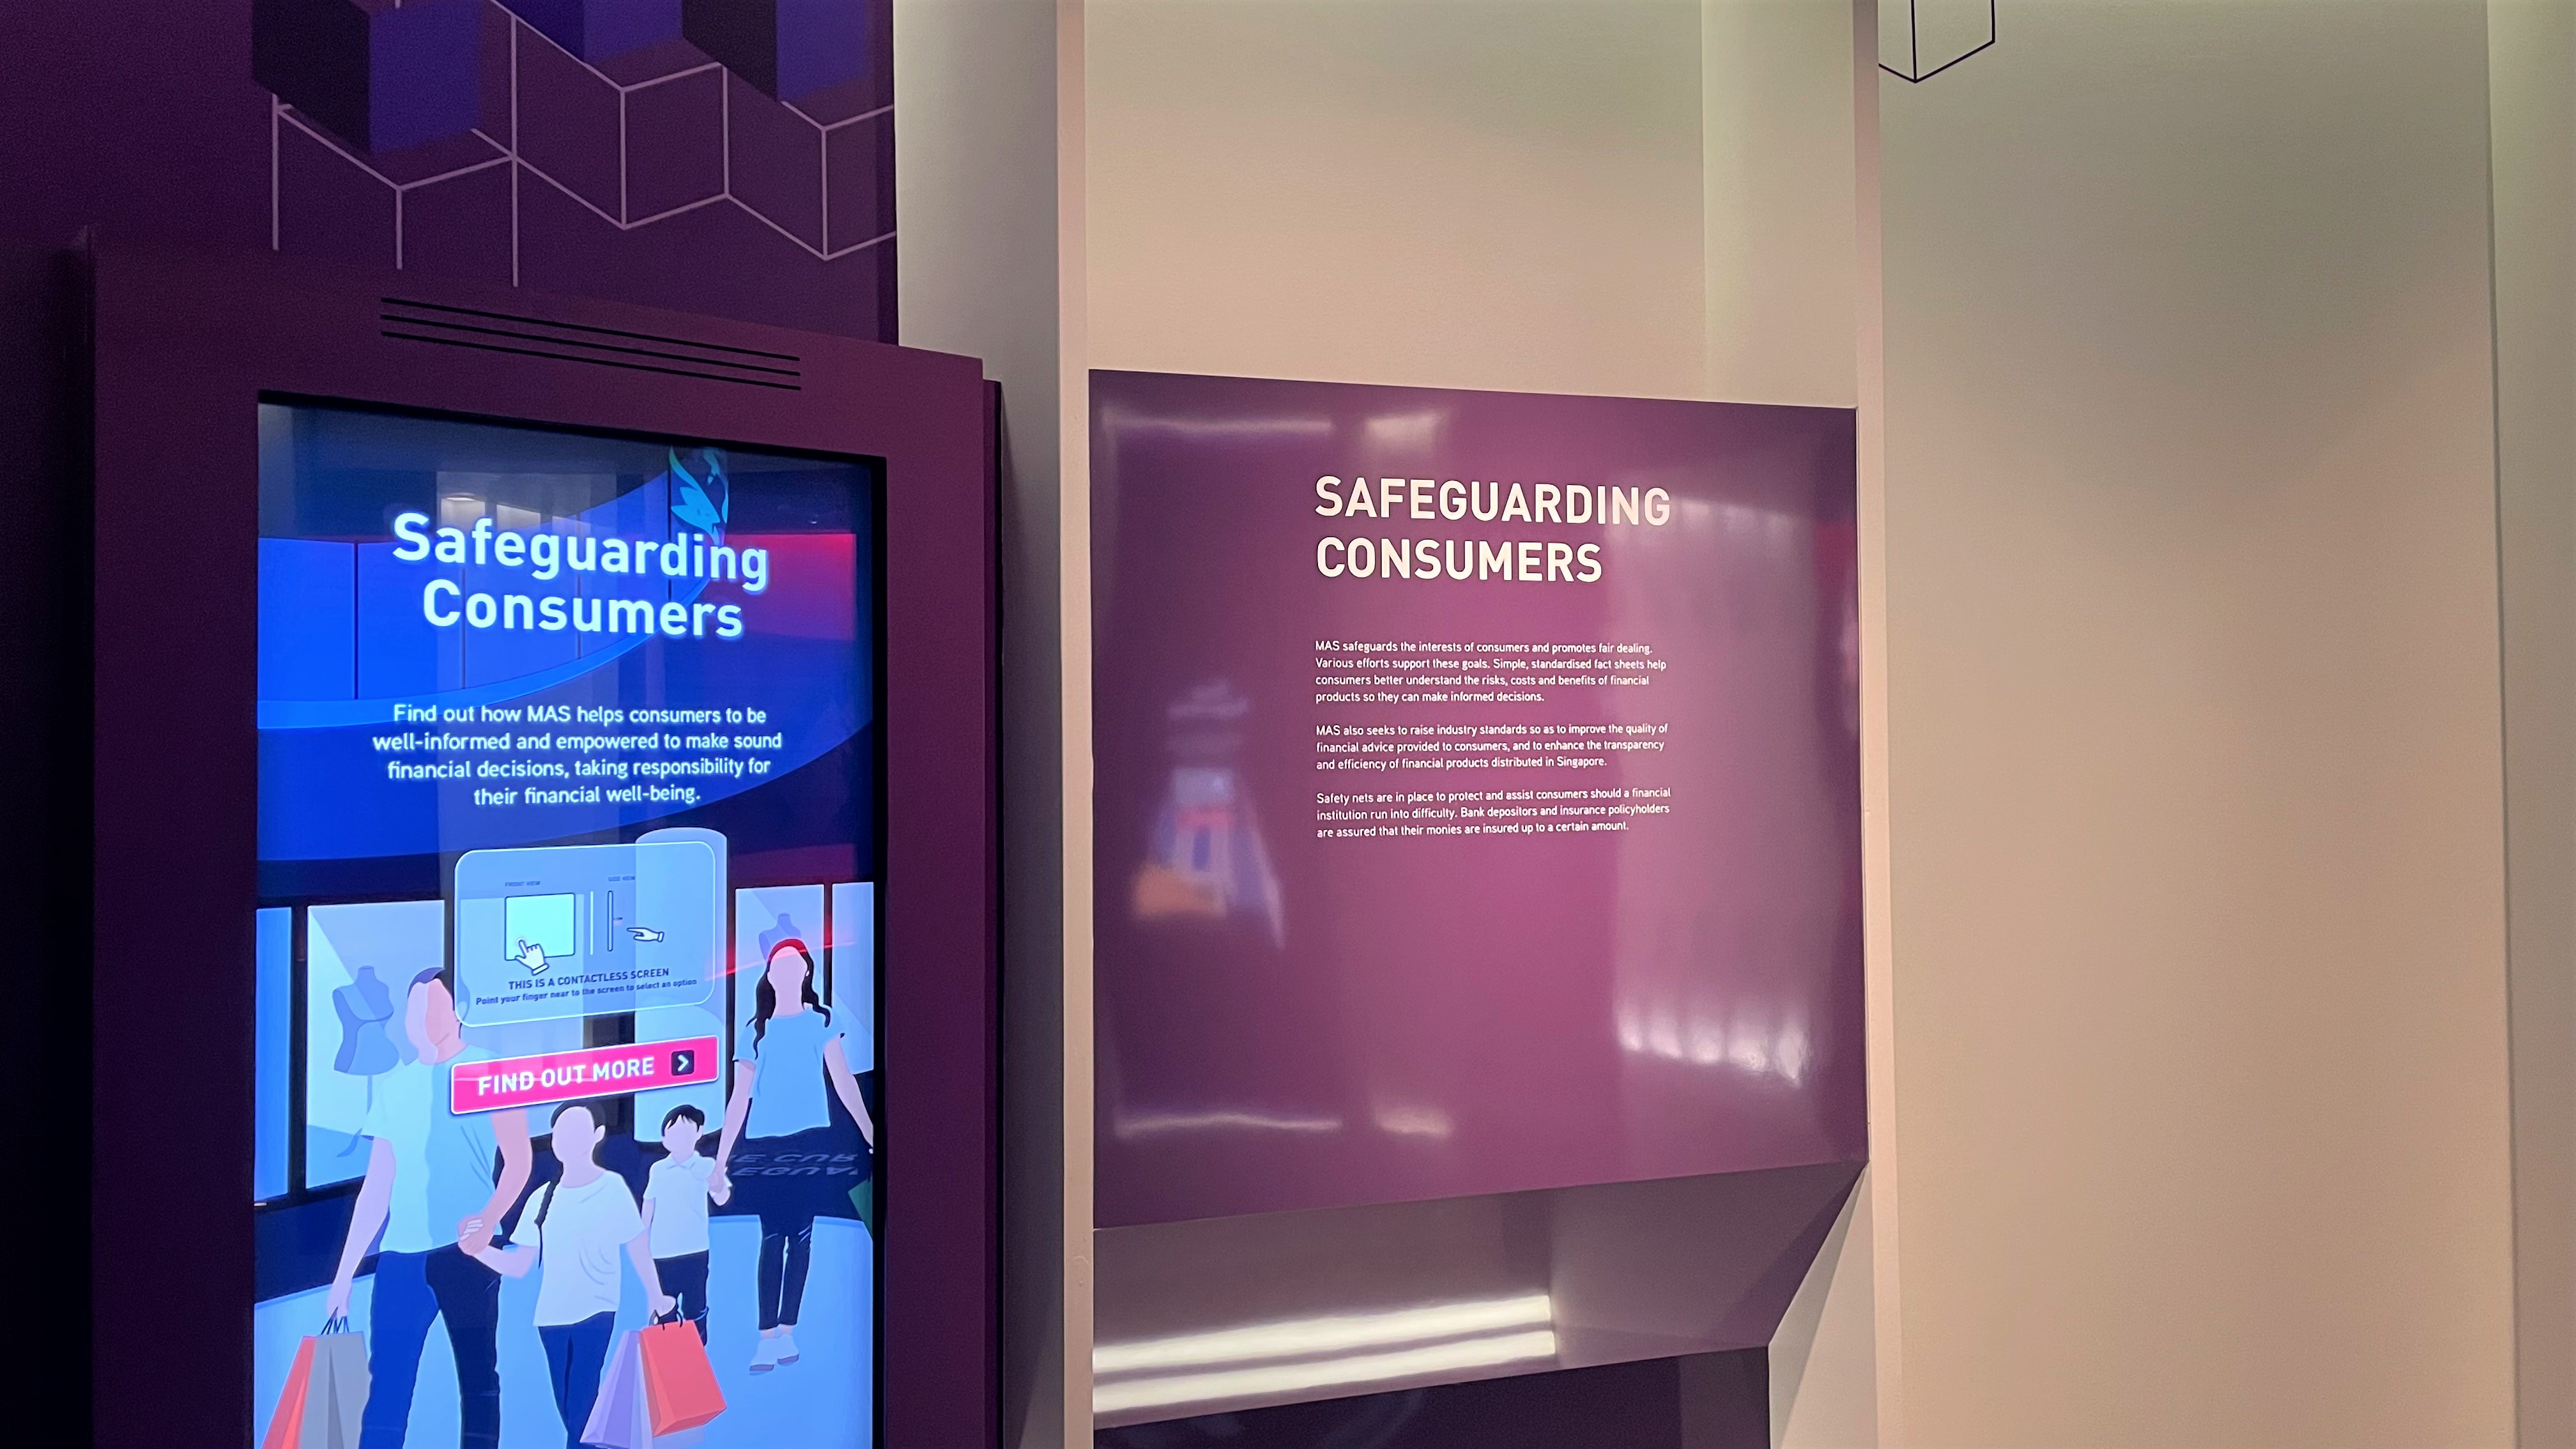 Safeguarding
Consumers
Find out how MAS helps consumers to be
well-informed and empowered to make sound
financial decisions, taking responsibility for
their financial well-being.
FRONT VIEW
SIDE VIEW
THIS IS A CONTACTLESS SCREEN
Point your finger near to the screen to select an option
FIND OUT MORE
SAFEGUARDING
CONSUMERS
MAS safeguards the interests of consumers and promotes fair dealing.
Various efforts support these goals. Simple, standardised fact sheets help
consumers better understand the risks, costs and benefits of financial
products so they can make informed decisions.
MAS also seeks to raise industry standards so as to improve the quality of
financial advice provided to consumers, and to enhance the transparency
and efficiency of financial products distributed in Singapore.
Safety nets are in place to protect and assist consumers should a financial
institution run into difficulty. Bank depositors and insurance policyholders
are assured that their monies are insured up to a certain amount.